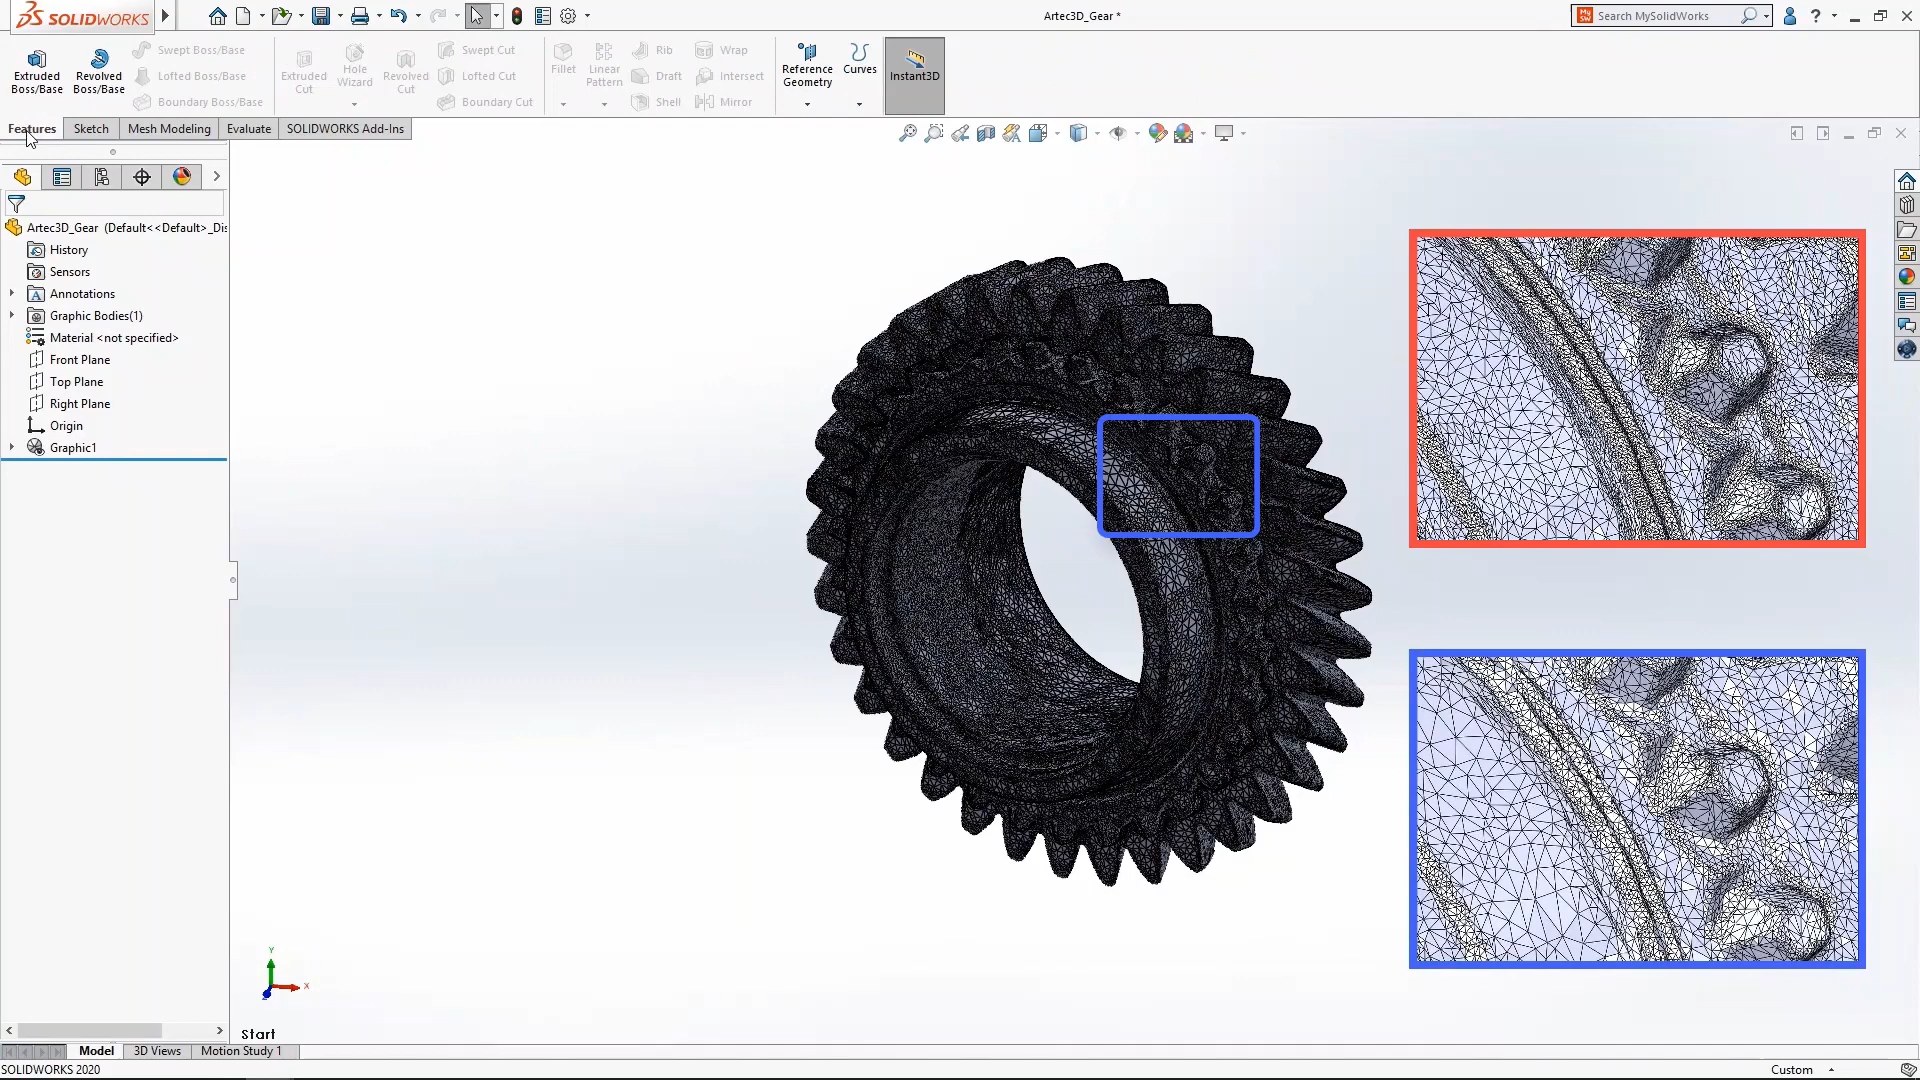 SOLIDWORKS
Artec3D_Gear *
Search MySolidWorks
?
Extruded Boss/Base
Revolved Boss/Base
Swept Boss/Base
Lofted Boss/Base
Boundary Boss/Base
Extruded Cut
Hole Wizard
Revolved Cut
Swept Cut
Lofted Cut
Boundary Cut
Fillet
Linear Pattern
Rib
Draft
Shell
Wrap
Intersect
Mirror
Reference Geometry
Curves
Instant3D
Features
Sketch
Mesh Modeling
Evaluate
SOLIDWORKS Add-Ins
Artec3D_Gear (Default<<Default>_Dis
History
Sensors
Annotations
Graphic Bodies(1)
Material <not specified>
Front Plane
Top Plane
Right Plane
Origin
Graphic1
Y
X
Z
Start
Model
3D Views
Motion Study 1
SOLIDWORKS 2020
Custom